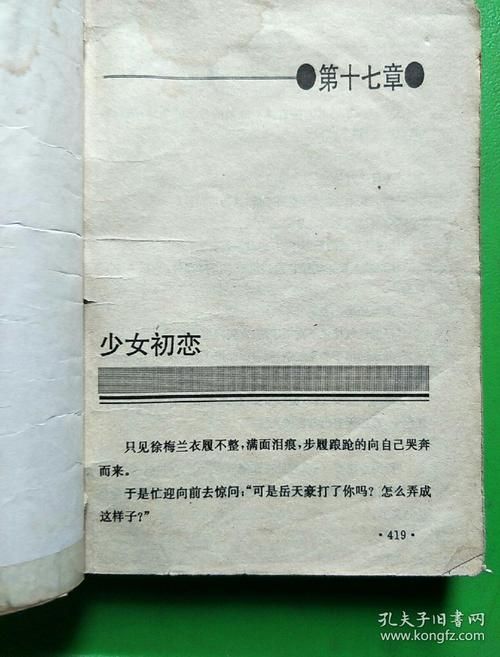 ●第十七章●
少女初恋
只见徐梅兰衣履不整,满面泪痕,步履踉跄的向自己哭奔
而来。
于是忙迎向前去惊问:“可是岳天豪打了你吗?怎么弄成
这样子?”
·419·
孔夫子旧书网
www.kongfz.com